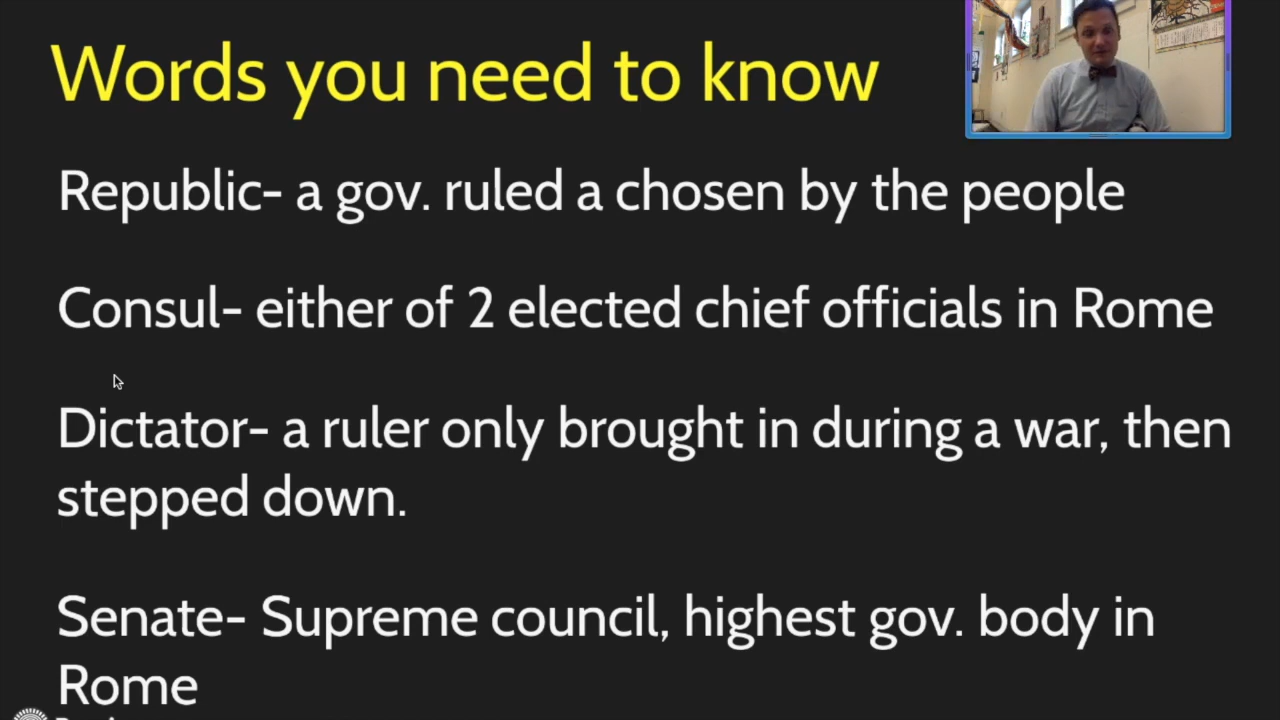 Words you need to know
Republic- a gov. ruled a chosen by the people
Consul- either of 2 elected chief officials in Rome
Dictator- a ruler only brought in during a war, then
stepped down.
Senate- Supreme council, highest gov. body in
Rome